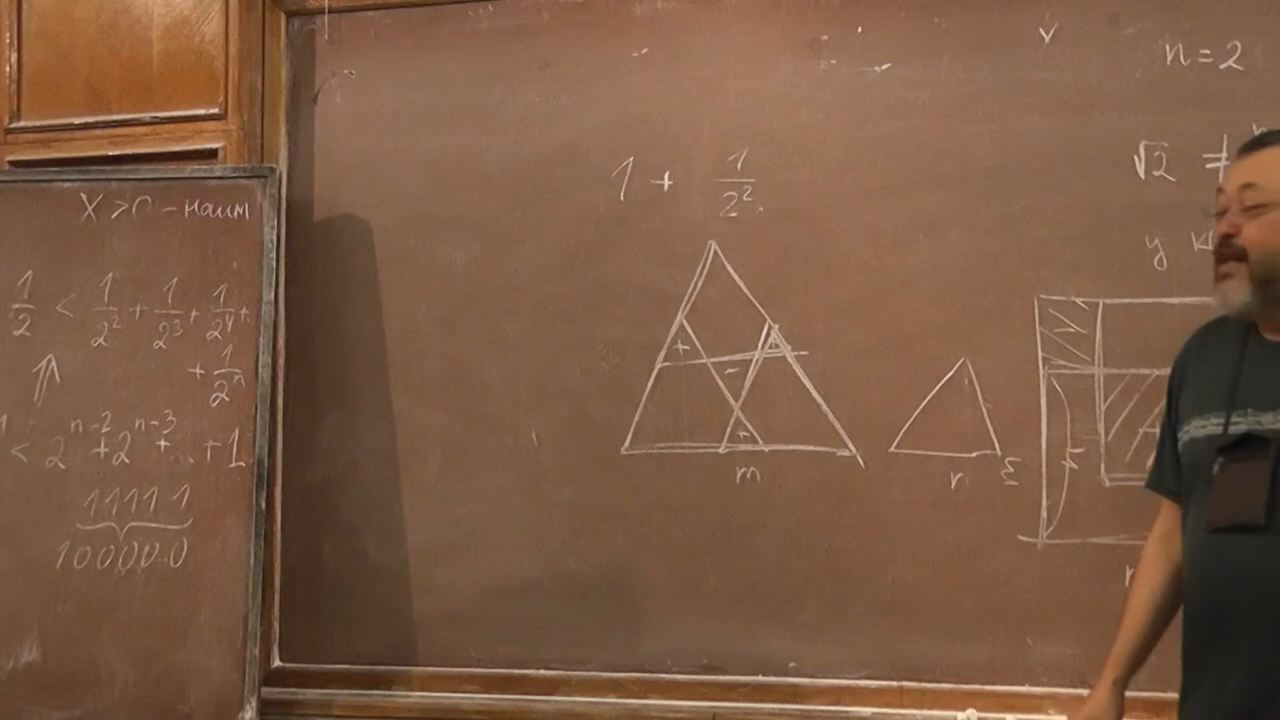 X > 0 - наим
1/2 < 1/2² + 1/2³ + 1/2⁴ +
+ 1/2ⁿ
⇑
< 2ⁿ⁻² + 2ⁿ⁻³ + ... + 1
11111
100000
1 + 1/2²
+
-
+
m
n = 2
√2 ≠
у